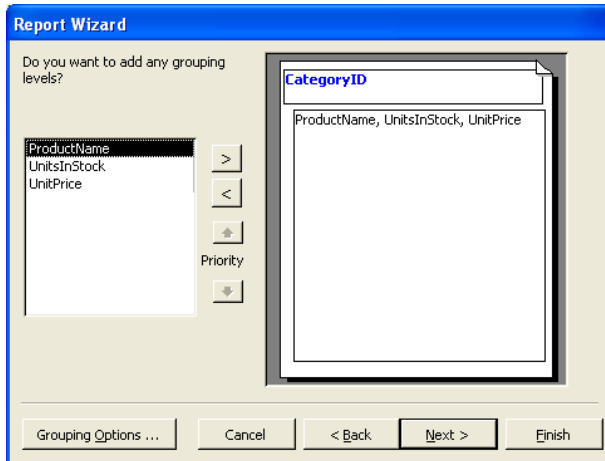 Report Wizard
Do you want to add any grouping
levels?
ProductName
UnitsInStock
UnitPrice
>
<
Priority
CategoryID
ProductName, UnitsInStock, UnitPrice
Grouping Options ...
Cancel
< Back
Next >
Finish